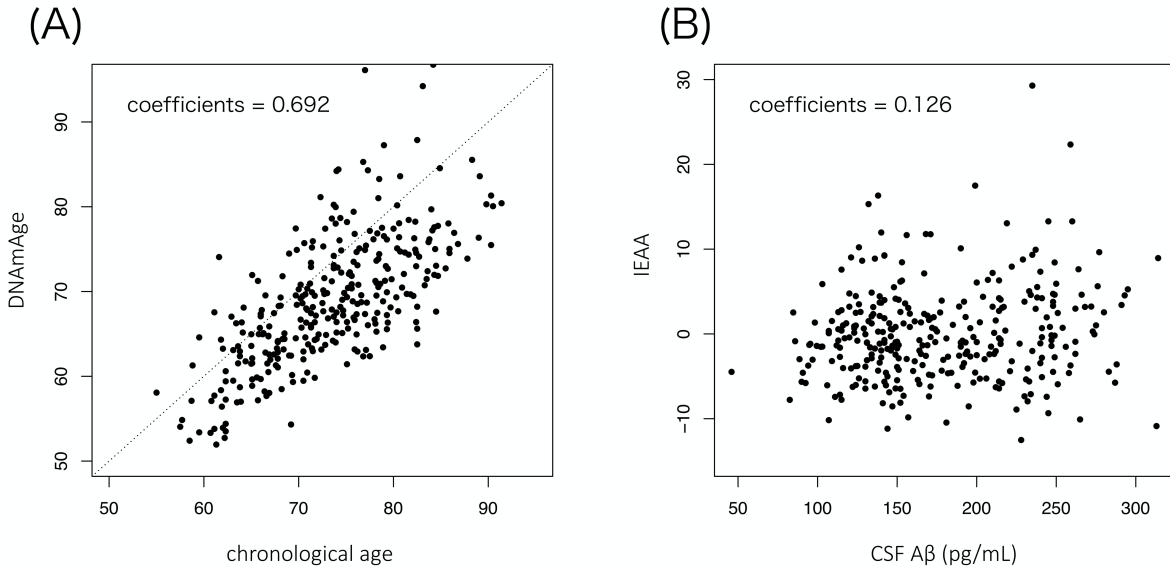 (A)
coefficients = 0.692
DNAmAge
90
80
70
60
50
50 60 70 80 90
chronological age
(B)
coefficients = 0.126
IEAA
30
20
10
0
−10
50 100 150 200 250 300
CSF Aβ (pg/mL)